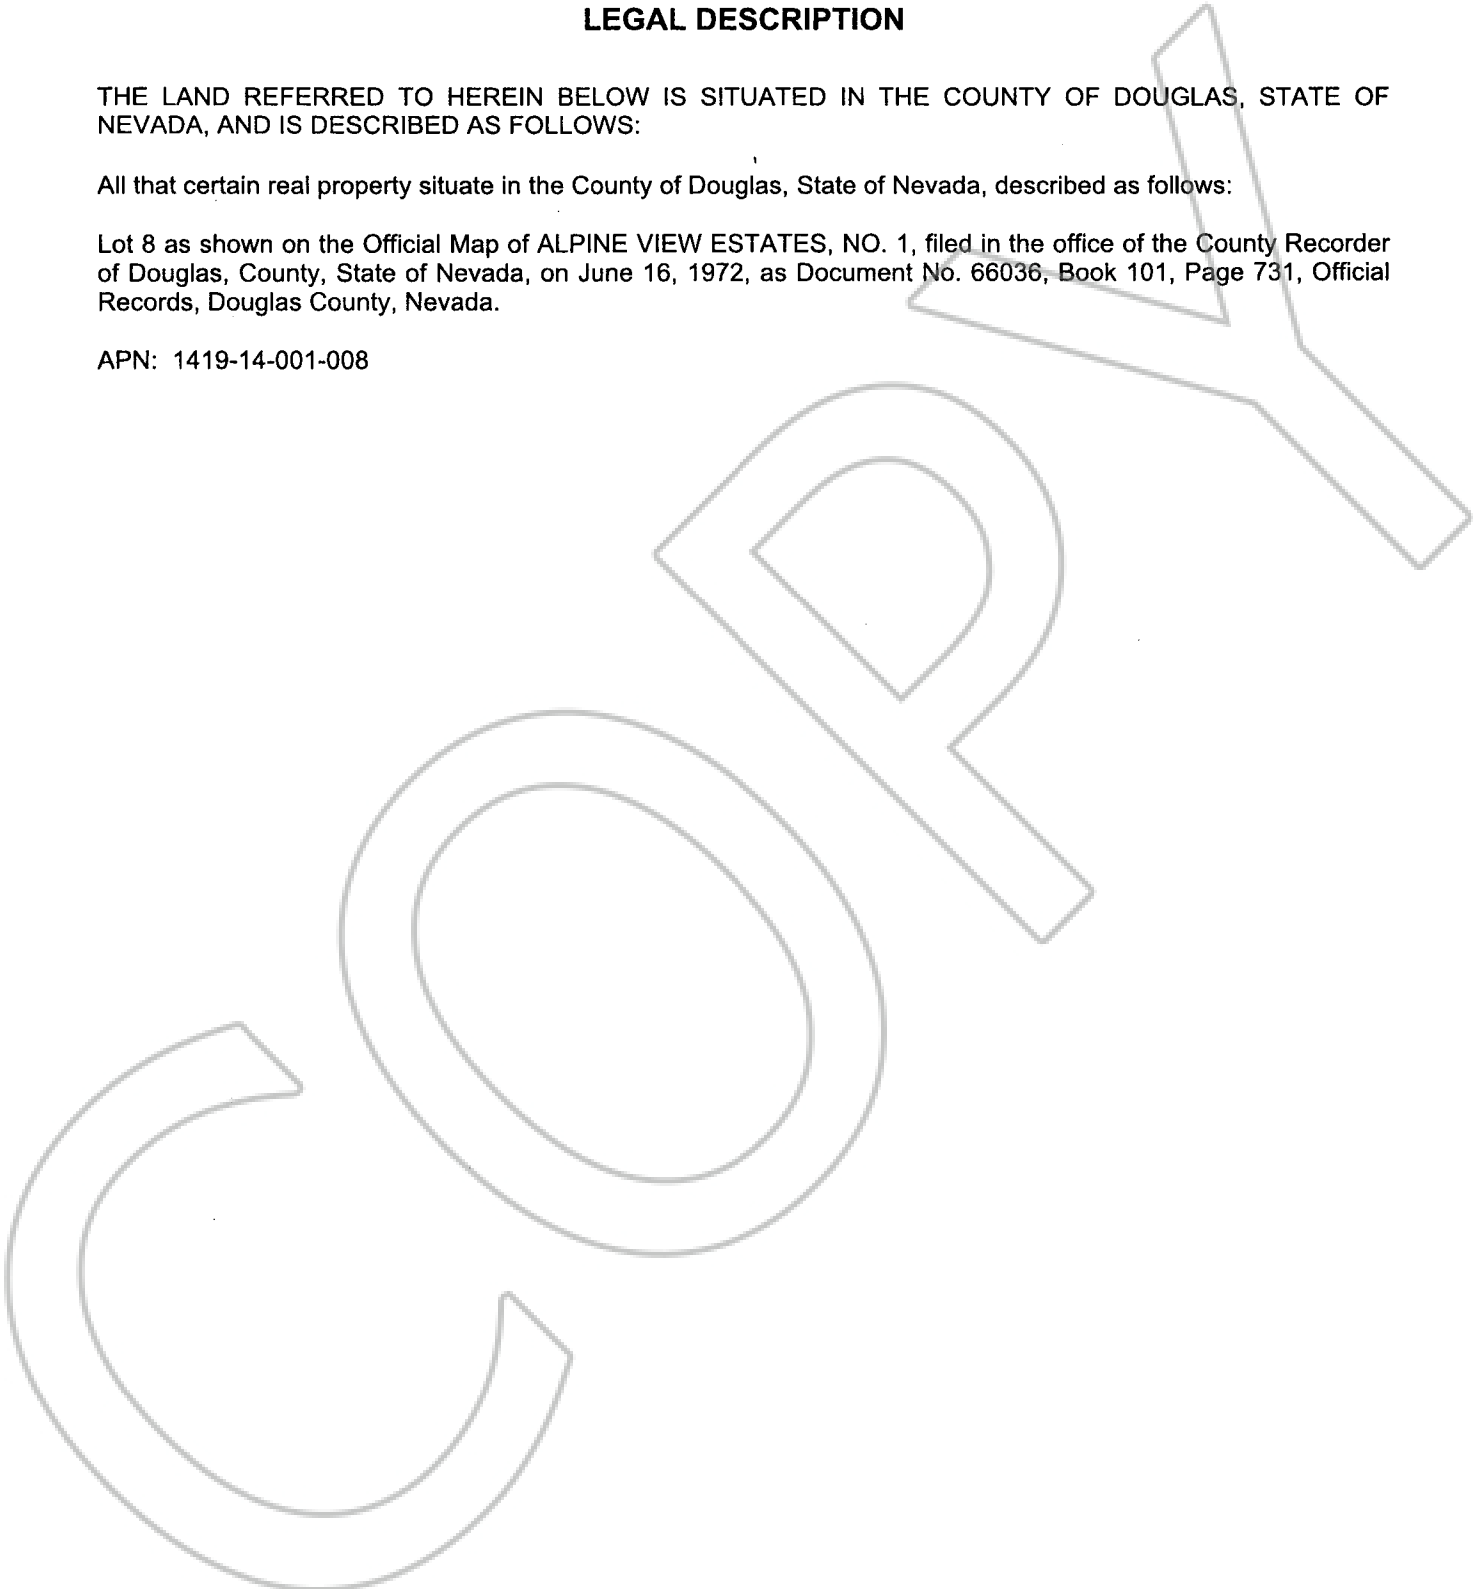 LEGAL DESCRIPTION
THE LAND REFERRED TO HEREIN BELOW IS SITUATED IN THE COUNTY OF DOUGLAS, STATE OF
NEVADA, AND IS DESCRIBED AS FOLLOWS:
All that certain real property situate in the County of Douglas, State of Nevada, described as follows:
Lot 8 as shown on the Official Map of ALPINE VIEW ESTATES, NO. 1, filed in the office of the County Recorder
of Douglas, County, State of Nevada, on June 16, 1972, as Document No. 66036, Book 101, Page 731, Official
Records, Douglas County, Nevada.
APN: 1419-14-001-008
COPY